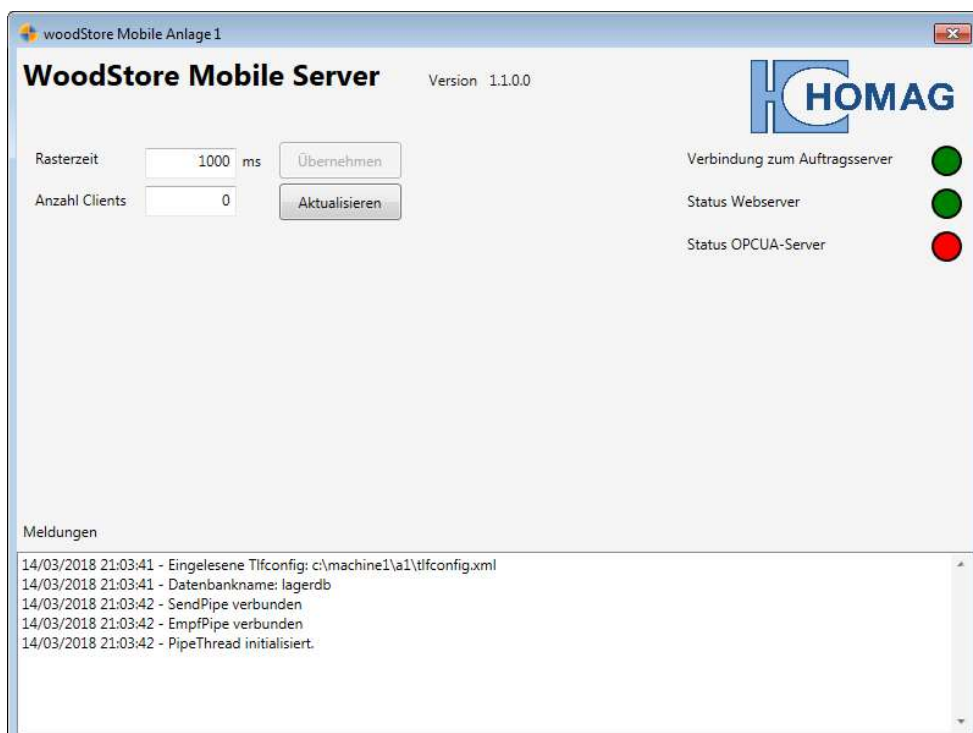 woodStore Mobile Anlage 1
WoodStore Mobile Server
Version 1.1.0.0
HOMAG
Rasterzeit 1000 ms Übernehmen
Verbindung zum Auftragsserver
Anzahl Clients 0 Aktualisieren
Status Webserver
Status OPCUA-Server
Meldungen
14/03/2018 21:03:41 - Eingelesene Tlfconfig: c:\machine1\a1\tlfconfig.xml
14/03/2018 21:03:41 - Datenbankname: lagerdb
14/03/2018 21:03:42 - SendPipe verbunden
14/03/2018 21:03:42 - EmpfPipe verbunden
14/03/2018 21:03:42 - PipeThread initialisiert.